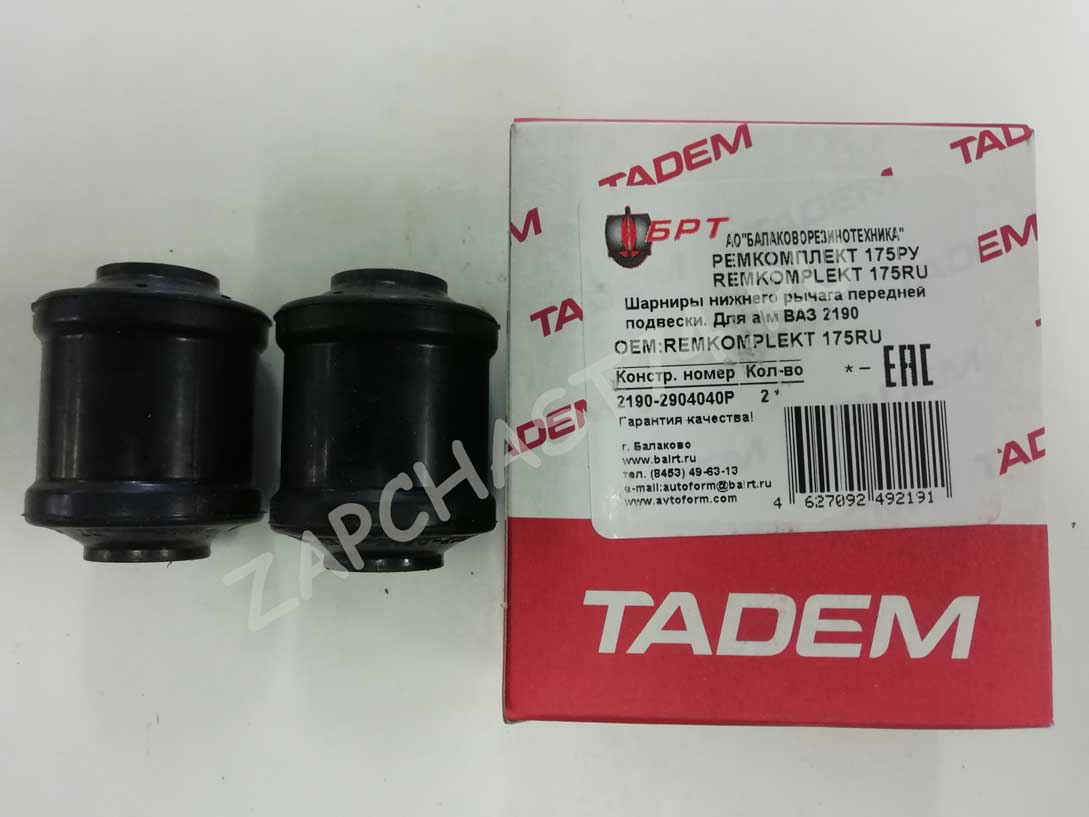 TADEM
TADEM
TADEM
БРТ
АО"БАЛАКОВОРЕЗИНОТЕХНИКА"
РЕМКОМПЛЕКТ 175РУ
REMKOMPLEKT 175RU
Шарниры нижнего рычага передней
подвески. Для а\м ВАЗ 2190
OEM:REMKOMPLEKT 175RU
Констр. номер Кол-во *- EAC
2190-2904040Р 2*
Гарантия качества!
г. Балаково
www.balrt.ru
тел. (8453) 49-63-13
e-mail:autoform@balrt.ru
www.avtoform.com
4 627092 492191
TADEM
ZAPCHAST